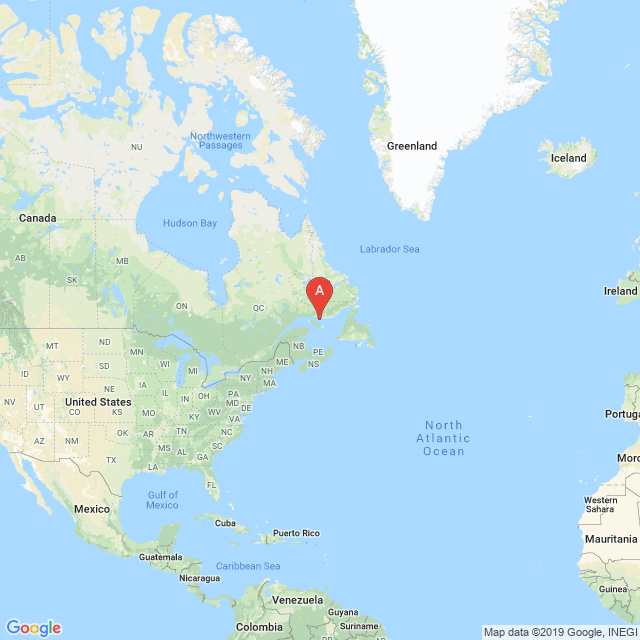 Greenland
Iceland
Northwestern
Passages
NU
Canada
Hudson Bay
Labrador Sea
AB
MB
SK
ON
QC
A
Ireland
NB
PE
NS
ME
MT
ND
MN
ID
SD
WY
WI
MI
NY
NH
MA
NE
IA
IL
IN
OH
PA
MD
DE
NV
UT
CO
KS
MO
KY
WV
VA
United States
AZ
NM
OK
AR
TN
NC
SC
MS
AL
GA
TX
LA
FL
North
Atlantic
Ocean
Portuga
Moro
Gulf of
Mexico
Mexico
Cuba
Puerto Rico
Western
Sahara
Mauritania
Guatemala
Caribbean Sea
Nicaragua
Guinea
Venezuela
Guyana
Colombia
Suriname
Google
Map data ©2019 Google, INEGI